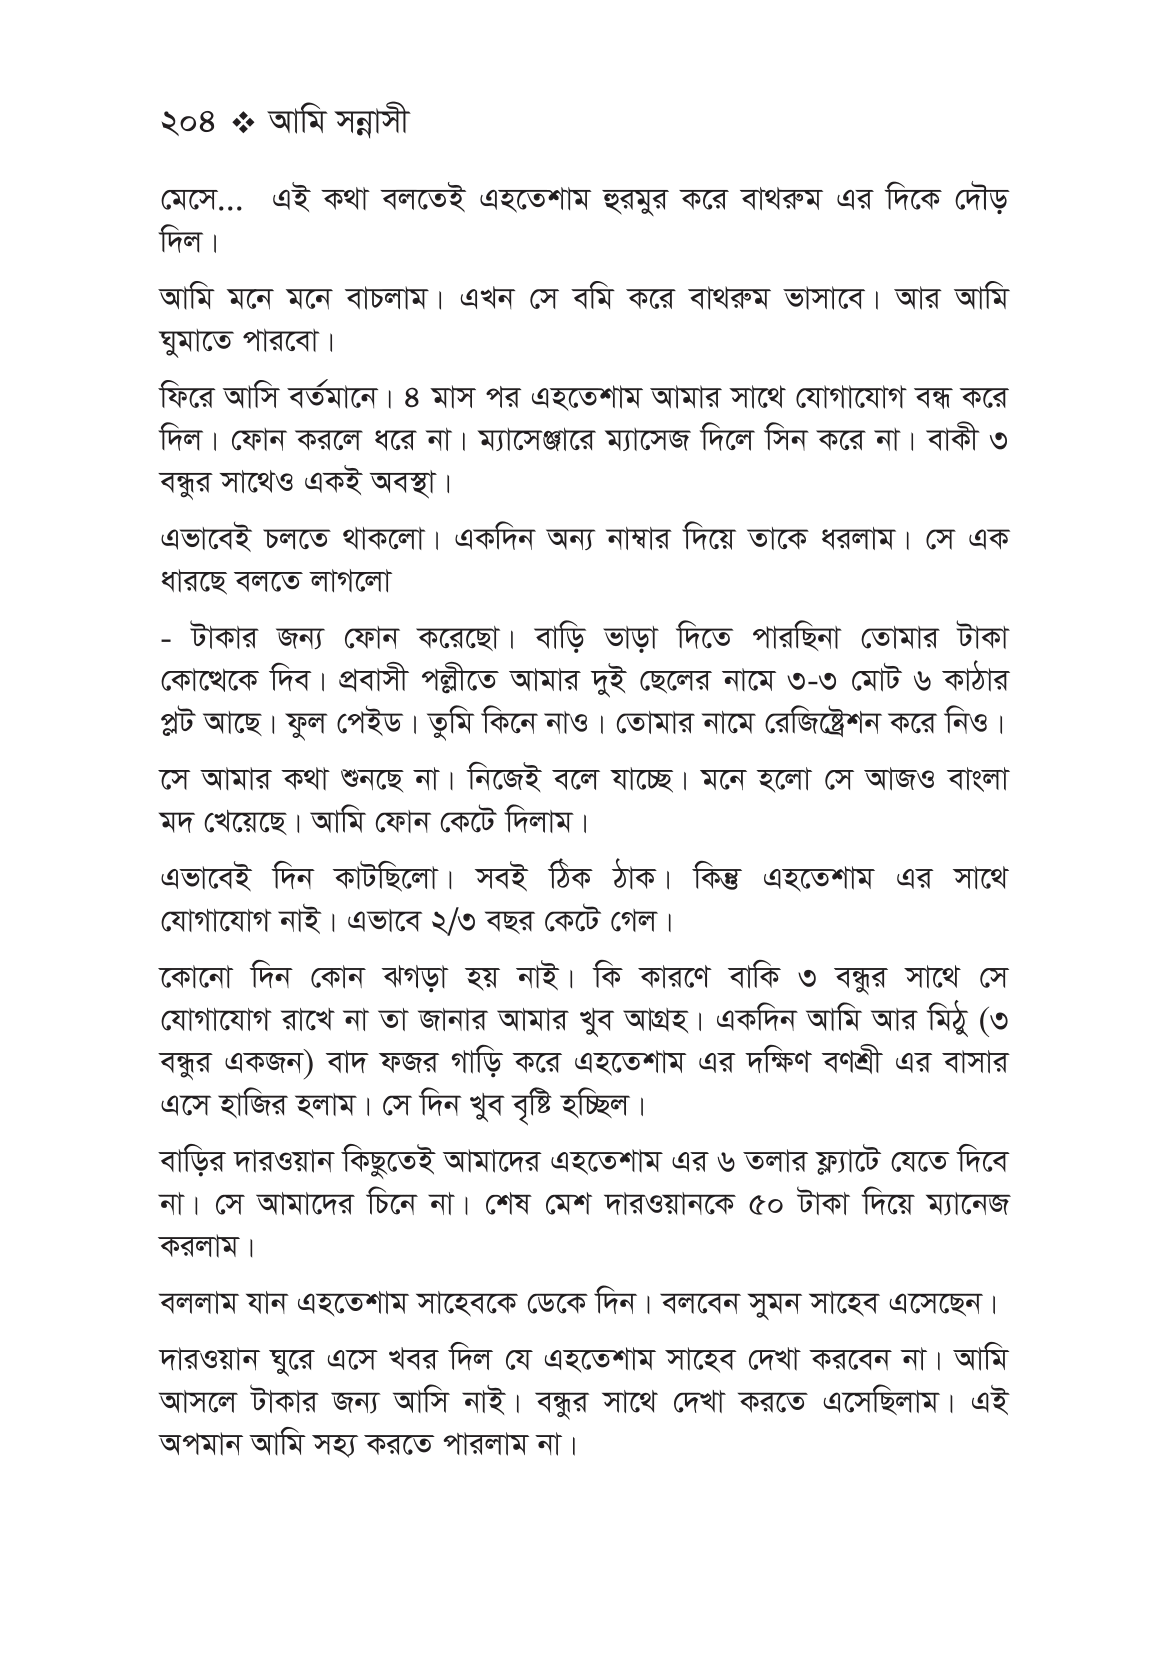 ২০৪ ❖ আমি সন্ন্যাসী
মেসে... এই কথা বলতেই এহতেশাম হুরমুর করে বাথরুম এর দিকে দৌড়
দিল।
আমি মনে মনে বাচলাম। এখন সে বমি করে বাথরুম ভাসাবে। আর আমি
ঘুমাতে পারবো।
ফিরে আসি বর্তমানে। ৪ মাস পর এহতেশাম আমার সাথে যোগাযোগ বন্ধ করে
দিল। ফোন করলে ধরে না। ম্যাসেঞ্জারে ম্যাসেজ দিলে সিন করে না। বাকী ৩
বন্ধুর সাথেও একই অবস্থা।
এভাবেই চলতে থাকলো। একদিন অন্য নাম্বার দিয়ে তাকে ধরলাম। সে এক
ধারছে বলতে লাগলো
- টাকার জন্য ফোন করেছো। বাড়ি ভাড়া দিতে পারছিনা তোমার টাকা
কোত্থেকে দিব। প্রবাসী পল্লীতে আমার দুই ছেলের নামে ৩-৩ মোট ৬ কাঠার
প্লট আছে। ফুল পেইড। তুমি কিনে নাও। তোমার নামে রেজিষ্ট্রেশন করে নিও।
সে আমার কথা শুনছে না। নিজেই বলে যাচ্ছে। মনে হলো সে আজও বাংলা
মদ খেয়েছে। আমি ফোন কেটে দিলাম।
এভাবেই দিন কাটছিলো। সবই ঠিক ঠাক। কিন্তু এহতেশাম এর সাথে
যোগাযোগ নাই। এভাবে ২/৩ বছর কেটে গেল।
কোনো দিন কোন ঝগড়া হয় নাই। কি কারণে বাকি ৩ বন্ধুর সাথে সে
যোগাযোগ রাখে না তা জানার আমার খুব আগ্রহ। একদিন আমি আর মিঠু (৩
বন্ধুর একজন) বাদ ফজর গাড়ি করে এহতেশাম এর দক্ষিণ বণশ্রী এর বাসার
এসে হাজির হলাম। সে দিন খুব বৃষ্টি হচ্ছিল।
বাড়ির দারওয়ান কিছুতেই আমাদের এহতেশাম এর ৬ তলার ফ্ল্যাটে যেতে দিবে
না। সে আমাদের চিনে না। শেষ মেশ দারওয়ানকে ৫০ টাকা দিয়ে ম্যানেজ
করলাম।
বললাম যান এহতেশাম সাহেবকে ডেকে দিন। বলবেন সুমন সাহেব এসেছেন।
দারওয়ান ঘুরে এসে খবর দিল যে এহতেশাম সাহেব দেখা করবেন না। আমি
আসলে টাকার জন্য আসি নাই। বন্ধুর সাথে দেখা করতে এসেছিলাম। এই
অপমান আমি সহ্য করতে পারলাম না।